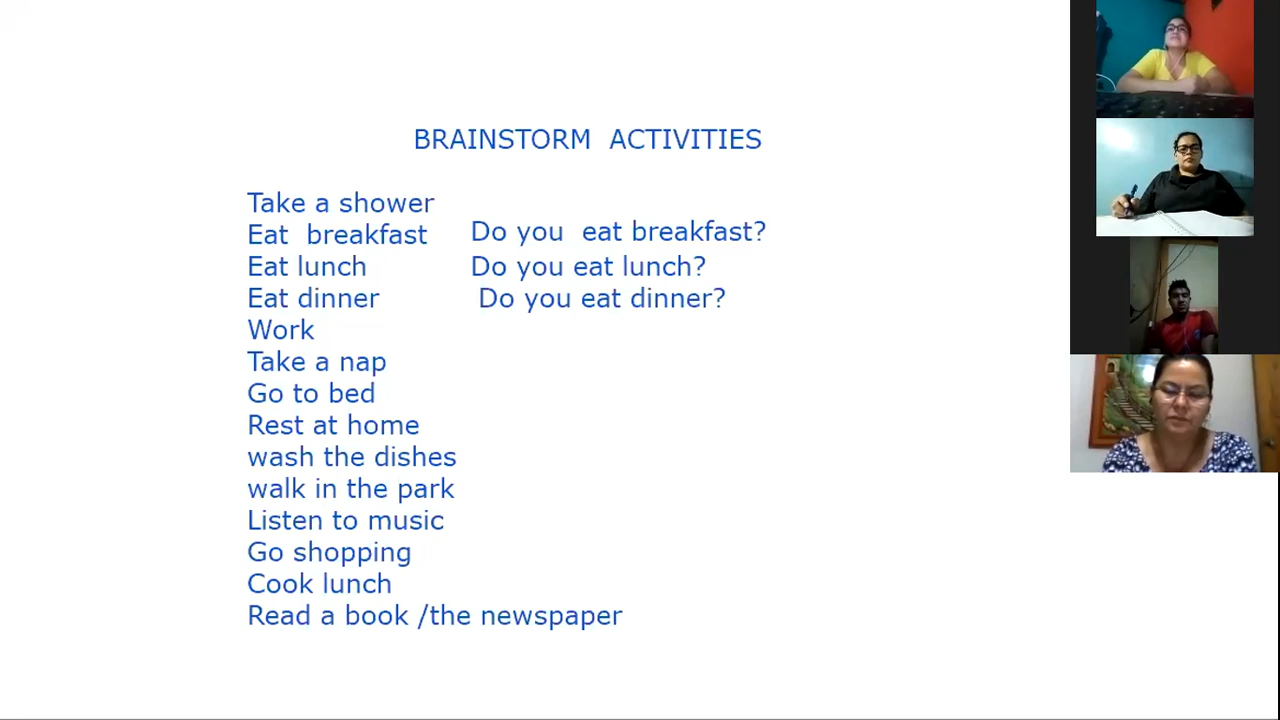 BRAINSTORM ACTIVITIES
Take a shower
Eat breakfast Do you eat breakfast?
Eat lunch Do you eat lunch?
Eat dinner Do you eat dinner?
Work
Take a nap
Go to bed
Rest at home
wash the dishes
walk in the park
Listen to music
Go shopping
Cook lunch
Read a book /the newspaper